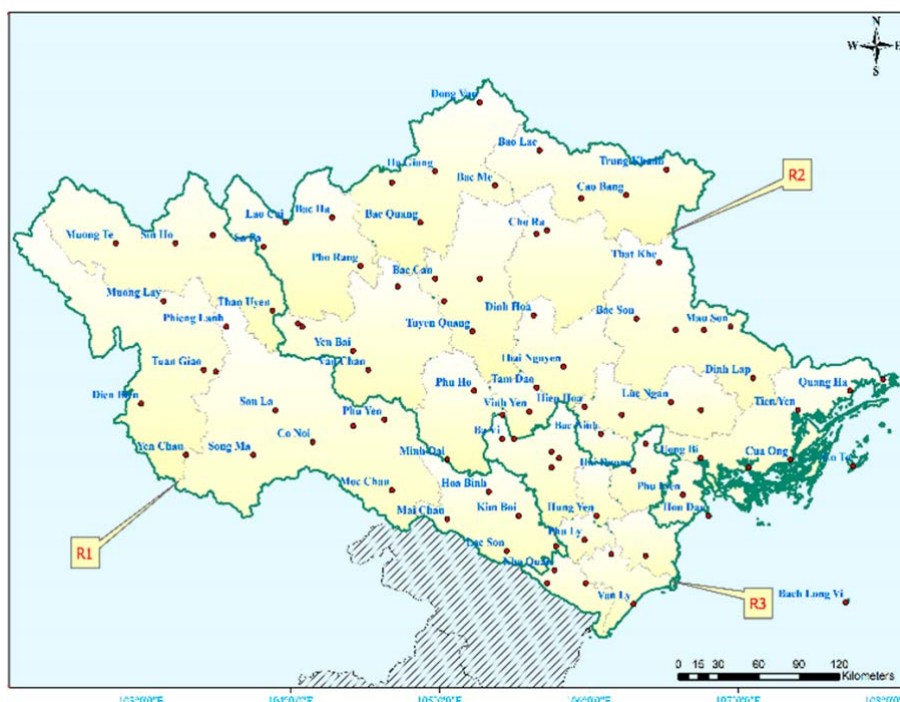 N
W E
S
Dong Van
Bao Lac
Ha Giang
Trung Khanh
R2
Bac Me
Cao Bang
Lao Cai
Bac Ha
Bac Quang
Cho Ra
Muong Te
Sin Ho
Sa Pa
Pho Rang
Bac Can
That Khe
Muong Lay
Than Uyen
Dinh Hoa
Bac Son
Mau Son
Phieng Lanh
Tuyen Quang
Yen Bai
Van Chan
Thai Nguyen
Tuan Giao
Tam Dao
Dinh Lap
Quang Ha
Phu Ho
Dien Bien
Son La
Vinh Yen
Hiep Hoa
Luc Ngan
Tien Yen
Phu Yen
Ba Vi
Bac Ninh
Yen Chau
Song Ma
Co Noi
Minh Dai
Hai Duong
Uong Bi
Cua Ong
Co To
Moc Chau
Hoa Binh
Phu Lien
Mai Chau
Kim Boi
Hung Yen
Hon Dau
R1
Phu Ly
Lac Son
Nho Quan
Van Ly
R3
Bach Long Vi
0 15 30 60 90 120
Kilometers